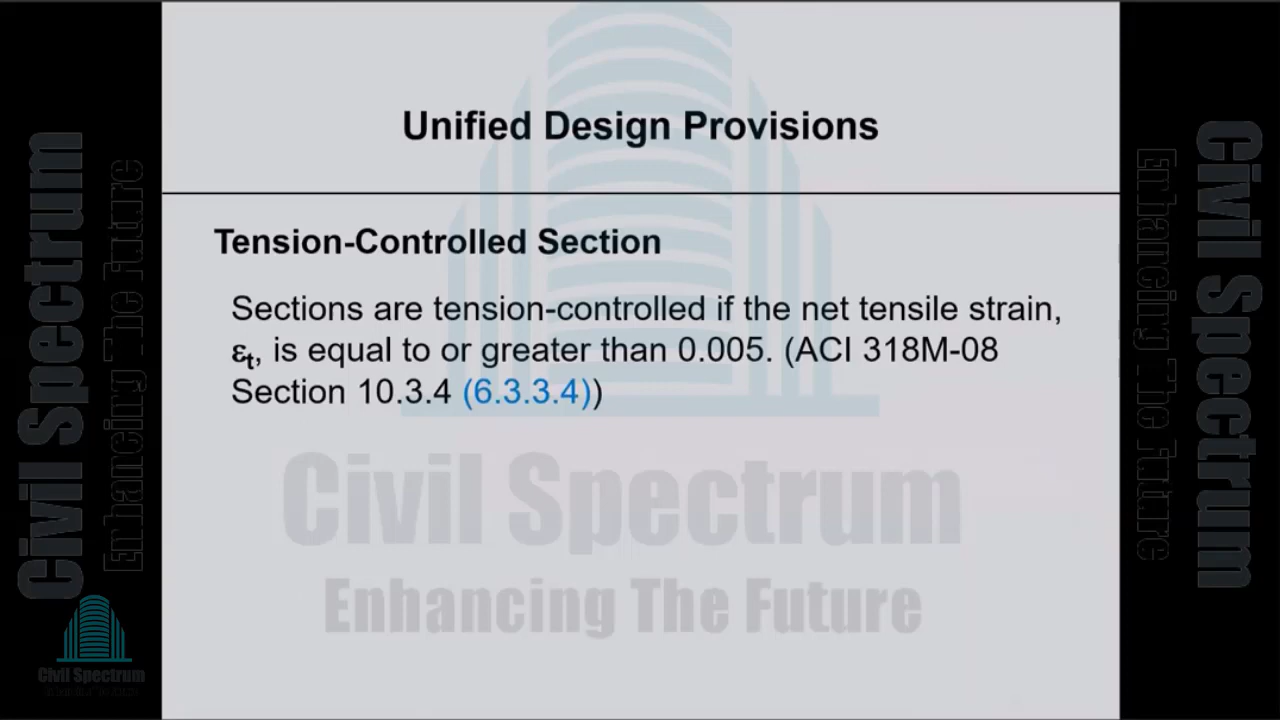 Unified Design Provisions
Tension-Controlled Section
Sections are tension-controlled if the net tensile strain,
εt, is equal to or greater than 0.005. (ACI 318M-08
Section 10.3.4 (6.3.3.4))
Civil Spectrum
Enhancing The Future
Civil Spectrum
Enhancing The Future
Civil Spectrum
Enhancing The Future
Civil Spectrum